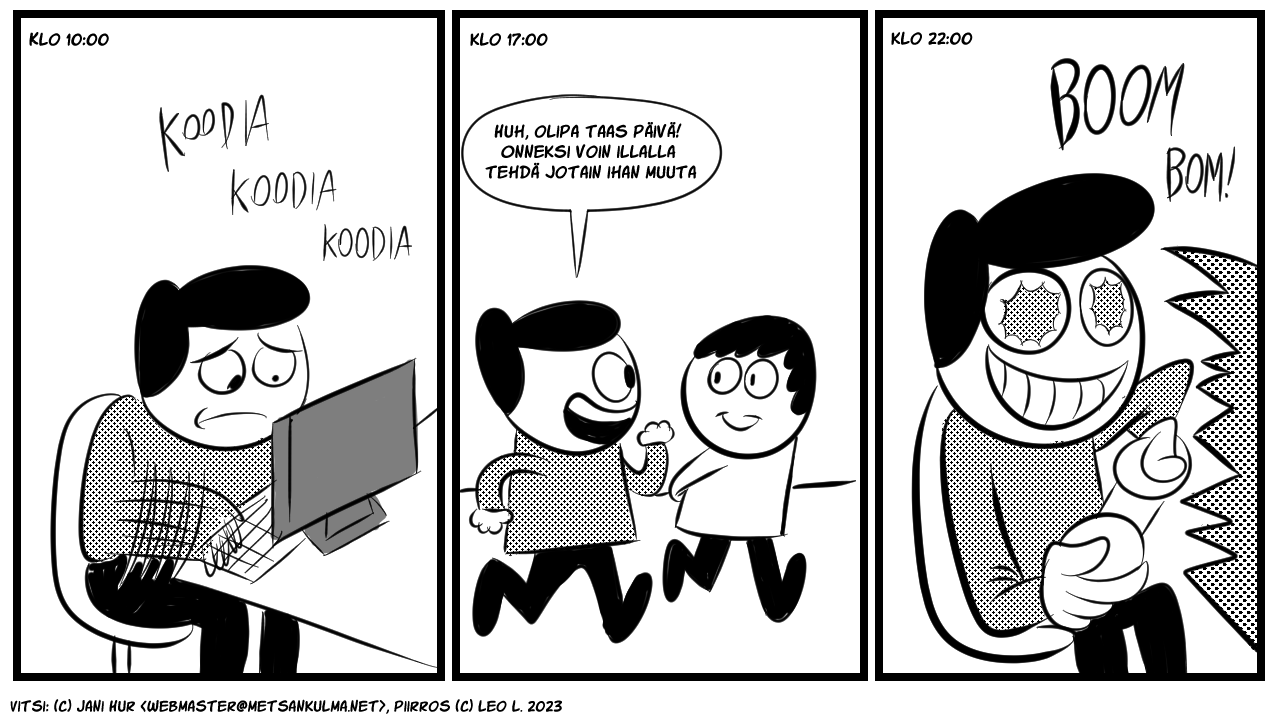 KLO 10:00
KOODIA
KOODIA
KOODIA
KLO 17:00
HUH, OLIPA TAAS PÄIVÄ!
ONNEKSI VOIN ILLALLA
TEHDÄ JOTAIN IHAN MUUTA
KLO 22:00
BOOM
BOM!
VITSI: (C) JANI HUR <WEBMASTER@METSANKULMA.NET>, PIIRROS (C) LEO L. 2023